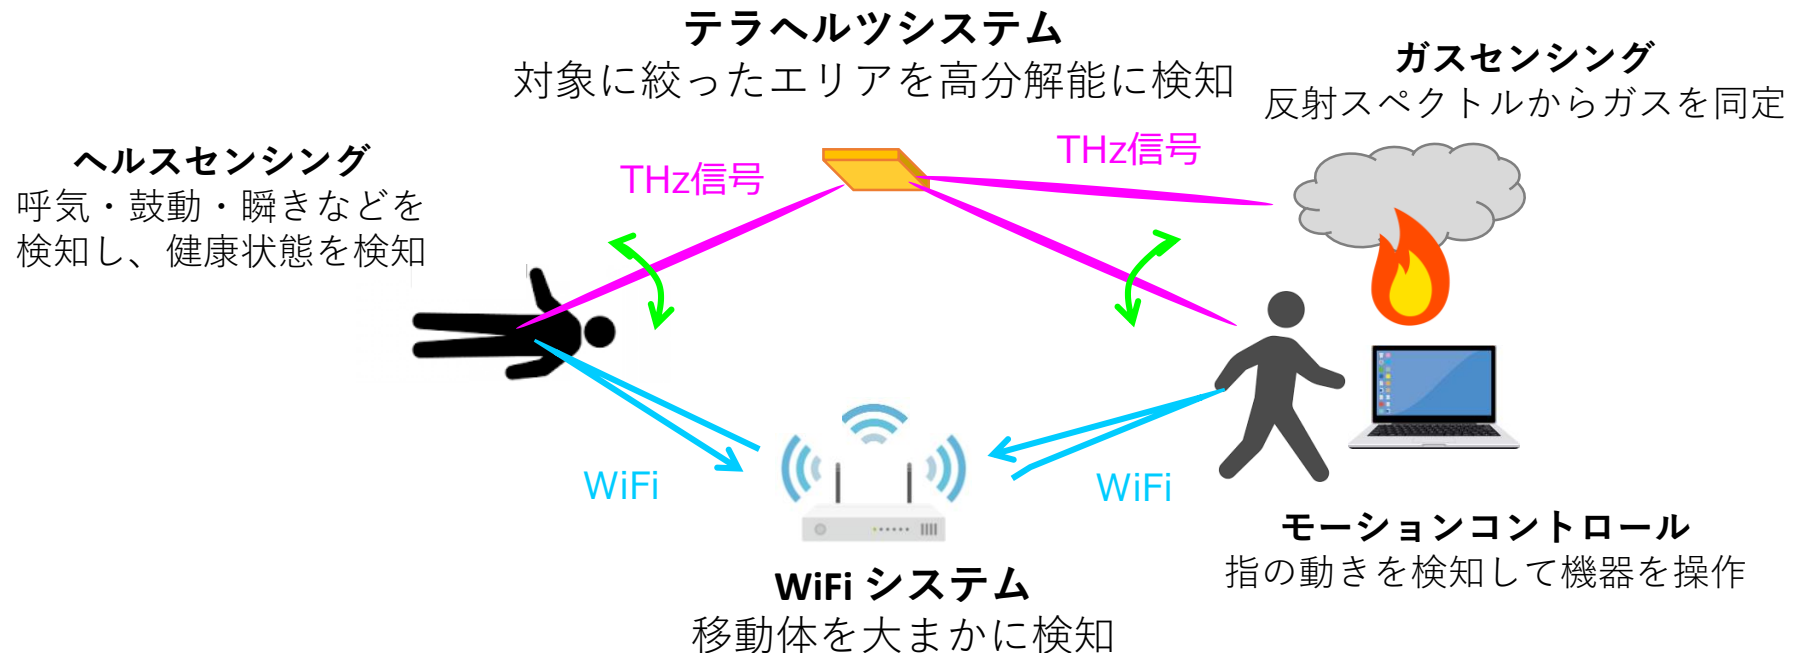 テラヘルツシステム
対象に絞ったエリアを高分解能に検知
ガスセンシング
反射スペクトルからガスを同定
THz信号
THz信号
ヘルスセンシング
呼気・鼓動・瞬きなどを
検知し、健康状態を検知
WiFi
WiFi
モーションコントロール
指の動きを検知して機器を操作
WiFi システム
移動体を大まかに検知